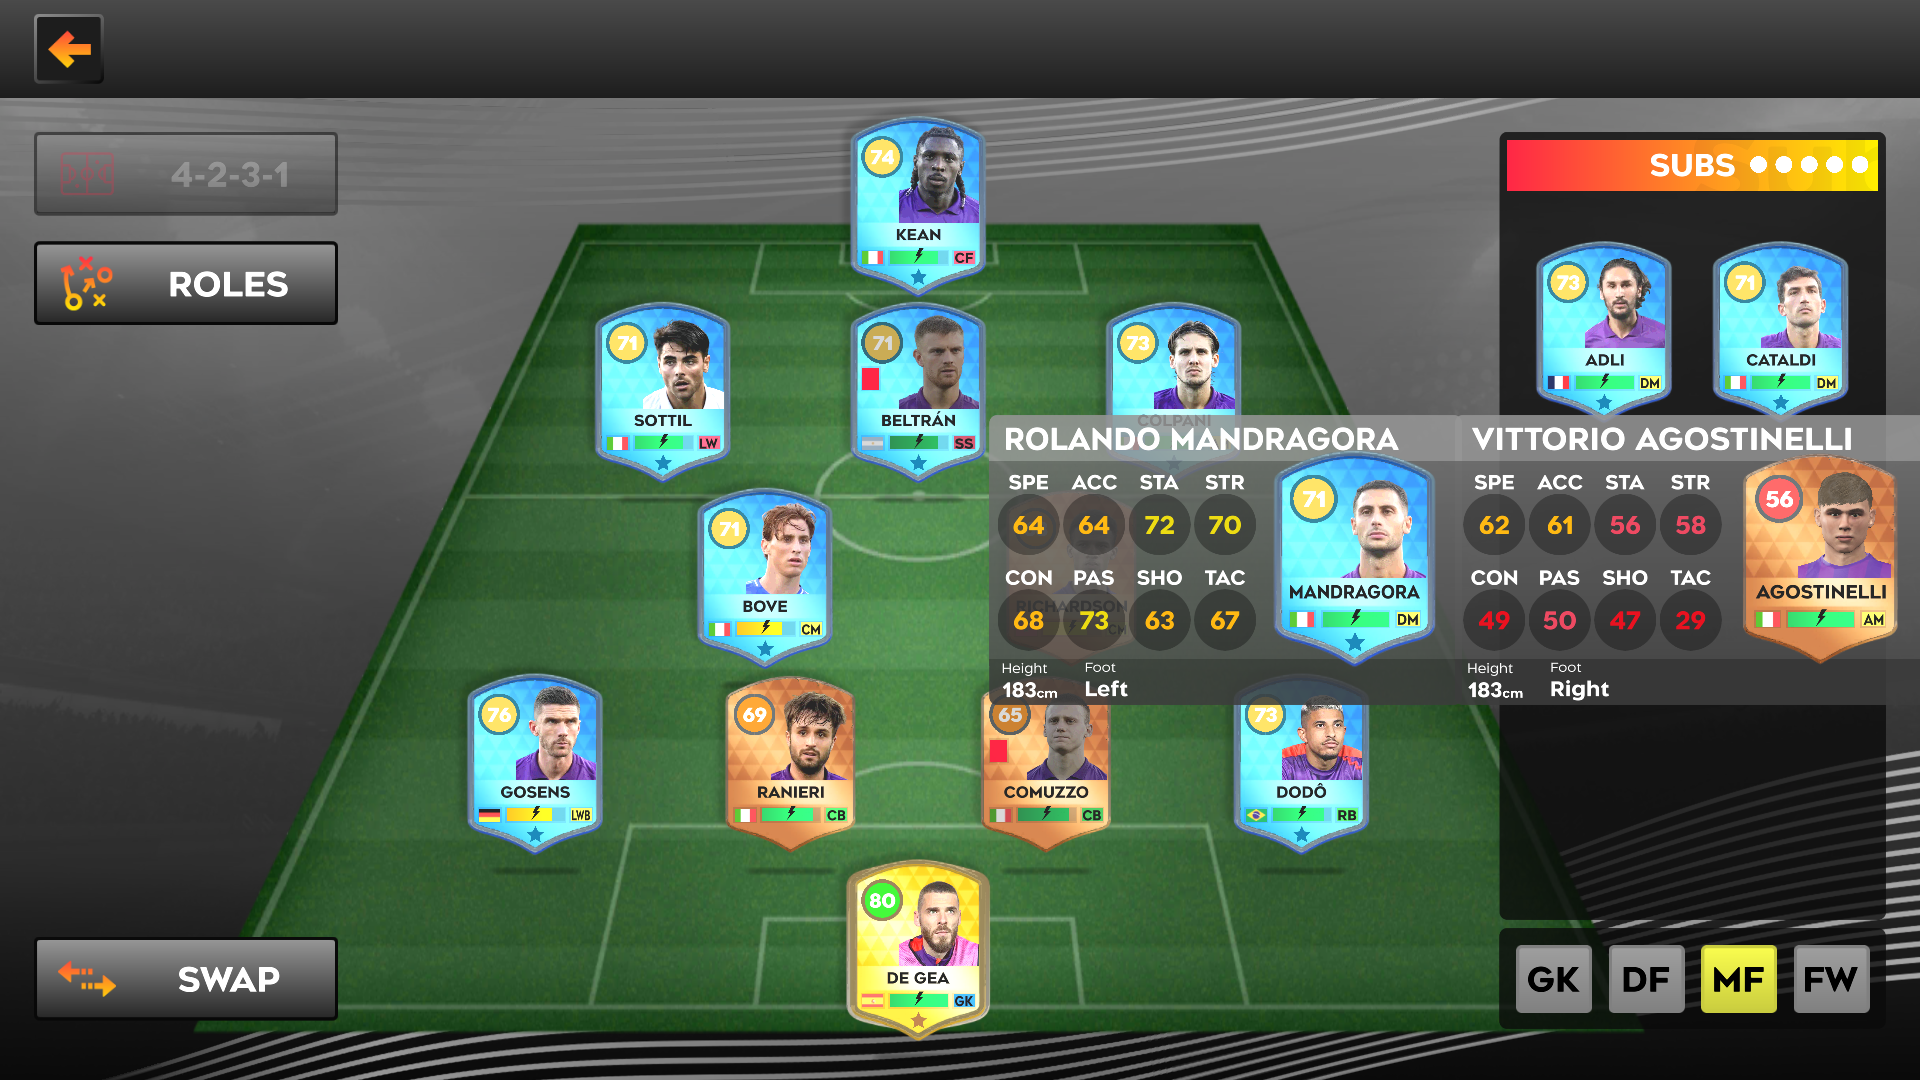 4-2-3-1
ROLES
SWAP
74
KEAN
CF
71
SOTTIL
LW
71
BELTRÁN
SS
73
COLPANI
71
BOVE
CM
RICHARDSON
CM
76
GOSENS
LWB
69
RANIERI
CB
65
COMUZZO
CB
73
DODÔ
RB
80
DE GEA
GK
SUBS
73
ADLI
DM
71
CATALDI
DM
ROLANDO MANDRAGORA
SPE ACC STA STR
64 64 72 70
CON PAS SHO TAC
68 73 63 67
Height Foot
183cm Left
71
MANDRAGORA
DM
VITTORIO AGOSTINELLI
SPE ACC STA STR
62 61 56 58
CON PAS SHO TAC
49 50 47 29
Height Foot
183cm Right
56
AGOSTINELLI
AM
GK DF MF FW